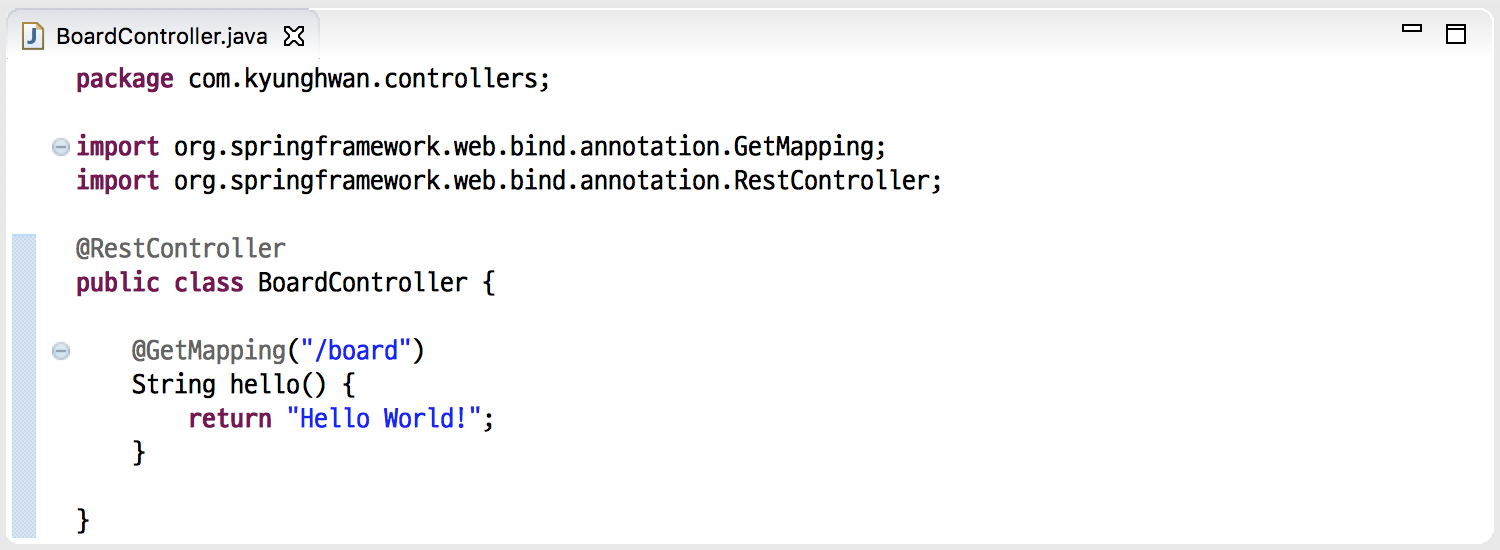 BoardController.java
package com.kyunghwan.controllers;
import org.springframework.web.bind.annotation.GetMapping;
import org.springframework.web.bind.annotation.RestController;
@RestController
public class BoardController {
@GetMapping("/board")
String hello() {
return "Hello World!";
}
}